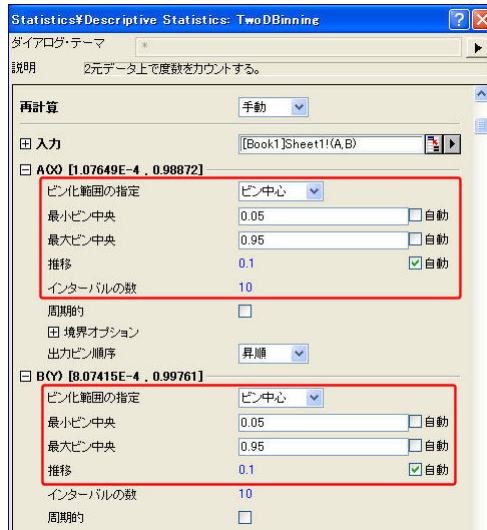 Statistics¥Descriptive Statistics: TwoDBinning
ダイアログ・テーマ *
説明 2元データ上で度数をカウントする。
再計算 手動
入力 [Book1]Sheet1!(A,B)
A(X) [1.07649E-4 , 0.98872]
ビン化範囲の指定 ビン中心
最小ビン中央 0.05 自動
最大ビン中央 0.95 自動
推移 0.1 自動
インターバルの数 10
周期的
境界オプション
出力ビン順序 昇順
B(Y) [8.07415E-4 , 0.99761]
ビン化範囲の指定 ビン中心
最小ビン中央 0.05 自動
最大ビン中央 0.95 自動
推移 0.1 自動
インターバルの数 10
周期的